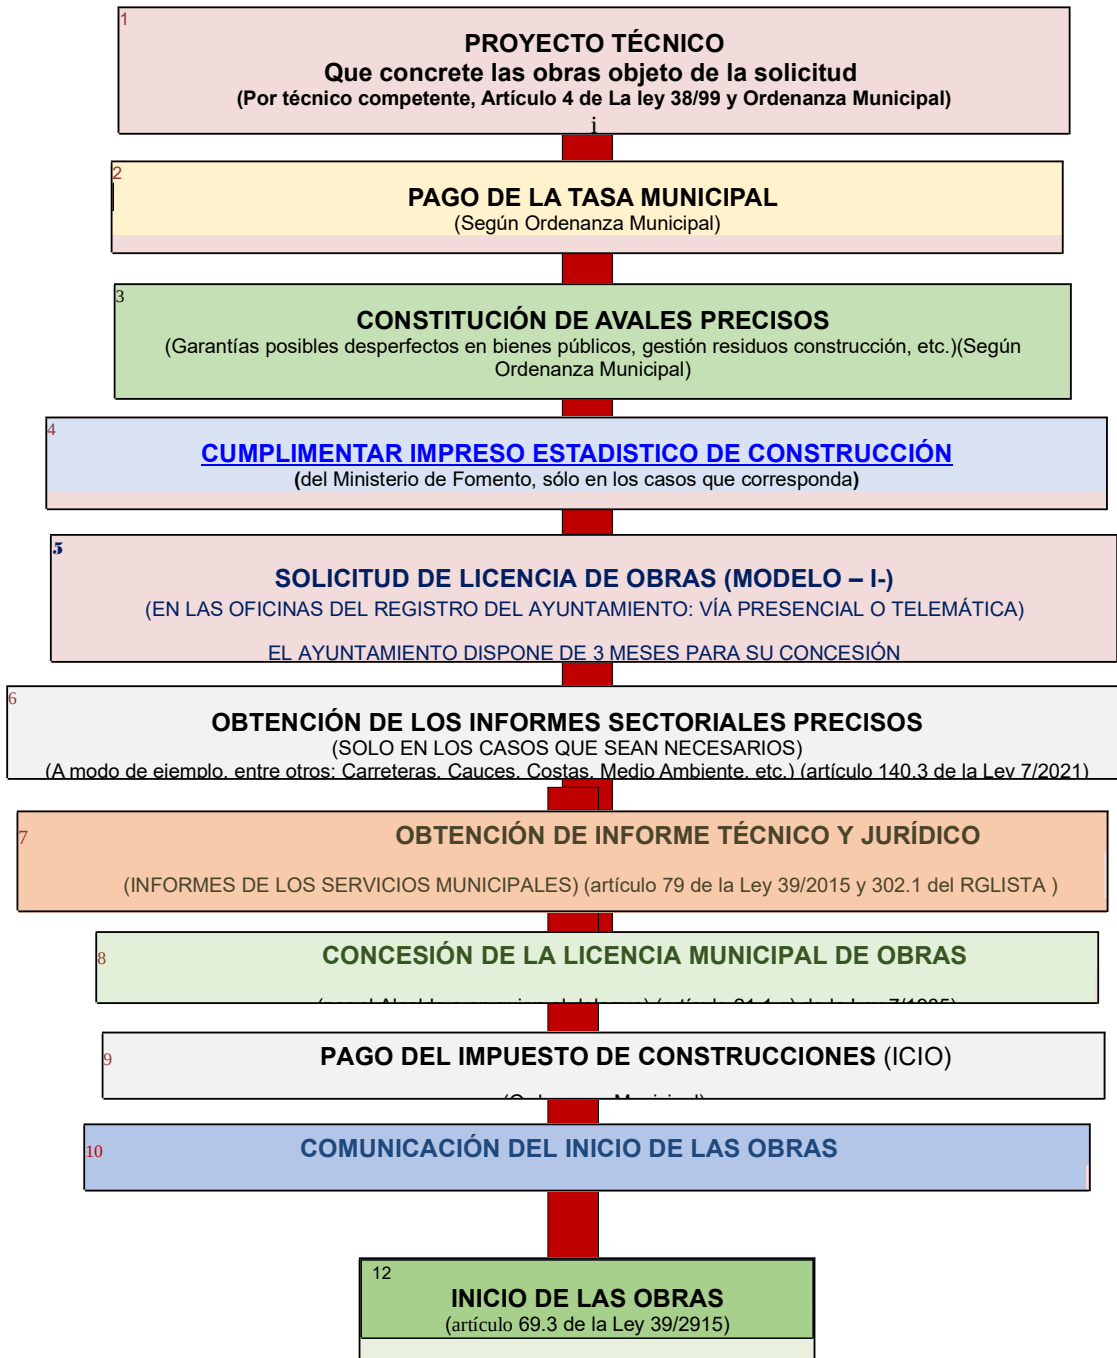 1
PROYECTO TÉCNICO
Que concrete las obras objeto de la solicitud
(Por técnico competente, Artículo 4 de La ley 38/99 y Ordenanza Municipal)
i
2
PAGO DE LA TASA MUNICIPAL
(Según Ordenanza Municipal)
3
CONSTITUCIÓN DE AVALES PRECISOS
(Garantías posibles desperfectos en bienes públicos, gestión residuos construcción, etc.)(Según
Ordenanza Municipal)
4
CUMPLIMENTAR IMPRESO ESTADISTICO DE CONSTRUCCIÓN
(del Ministerio de Fomento, sólo en los casos que corresponda)
5
SOLICITUD DE LICENCIA DE OBRAS (MODELO – I-)
(EN LAS OFICINAS DEL REGISTRO DEL AYUNTAMIENTO: VÍA PRESENCIAL O TELEMÁTICA)
EL AYUNTAMIENTO DISPONE DE 3 MESES PARA SU CONCESIÓN
6
OBTENCIÓN DE LOS INFORMES SECTORIALES PRECISOS
(SOLO EN LOS CASOS QUE SEAN NECESARIOS)
(A modo de ejemplo, entre otros: Carreteras, Cauces, Costas, Medio Ambiente, etc.) (artículo 140.3 de la Ley 7/2021)
7
OBTENCIÓN DE INFORME TÉCNICO Y JURÍDICO
(INFORMES DE LOS SERVICIOS MUNICIPALES) (artículo 79 de la Ley 39/2015 y 302.1 del RGLISTA )
8
CONCESIÓN DE LA LICENCIA MUNICIPAL DE OBRAS
9
PAGO DEL IMPUESTO DE CONSTRUCCIONES (ICIO)
10
COMUNICACIÓN DEL INICIO DE LAS OBRAS
12
INICIO DE LAS OBRAS
(artículo 69.3 de la Ley 39/2915)